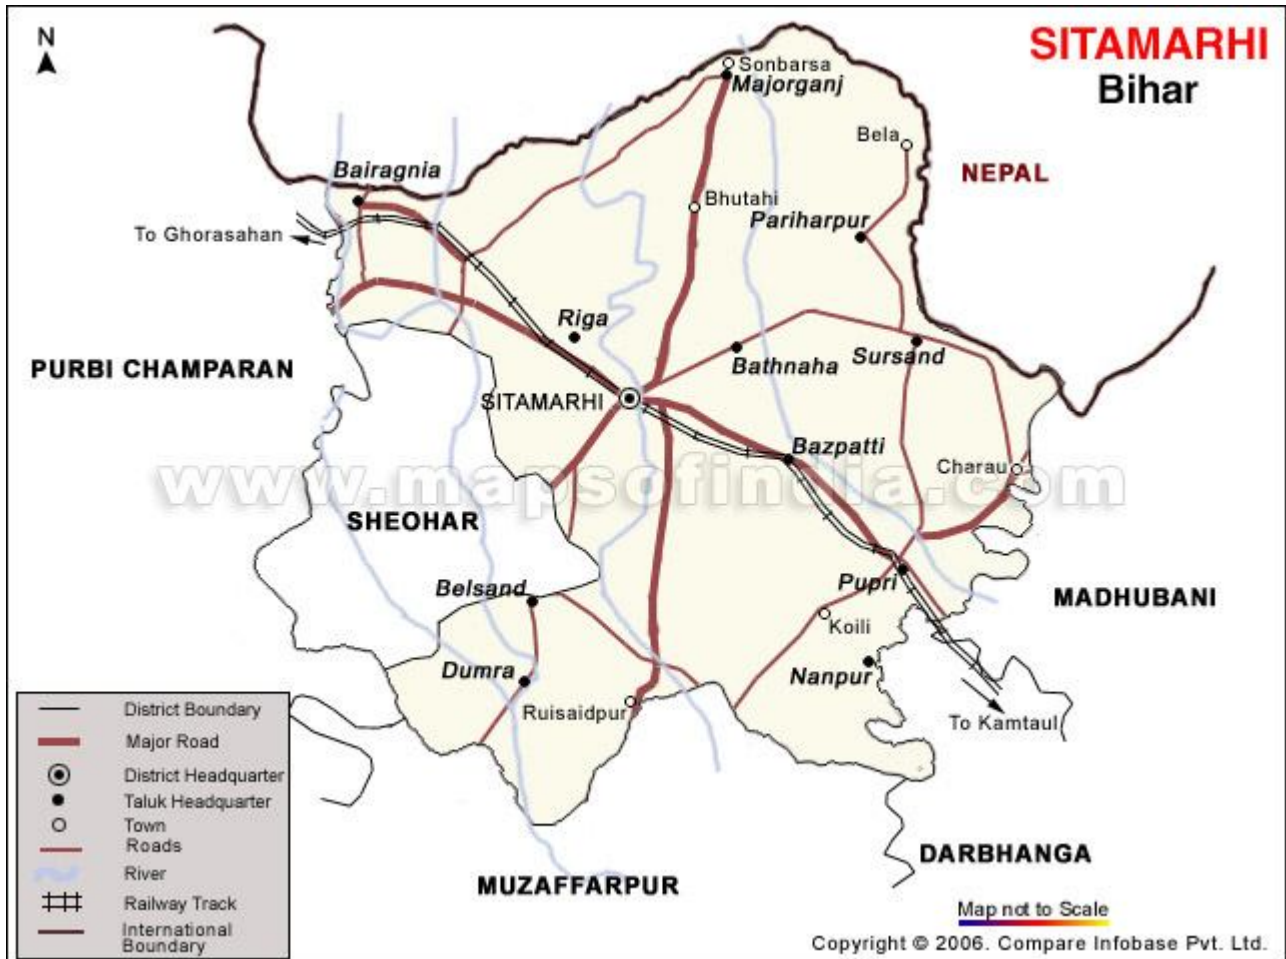 N
SITAMARHI
Bihar
Sonbarsa
Majorganj
Bela
NEPAL
Bairagnia
Bhutahi
Pariharpur
To Ghorasahan
Riga
PURBI CHAMPARAN
Bathnaha
Sursand
SITAMARHI
Bazpatti
Charau
www.mapsofindia.com
SHEOHAR
Belsand
Pupri
MADHUBANI
Koili
Dumra
Nanpur
Ruisaidpur
To Kamtaul
District Boundary
Major Road
District Headquarter
Taluk Headquarter
Town
Roads
River
Railway Track
International
Boundary
DARBHANGA
MUZAFFARPUR
Map not to Scale
Copyright © 2006. Compare Infobase Pvt. Ltd.